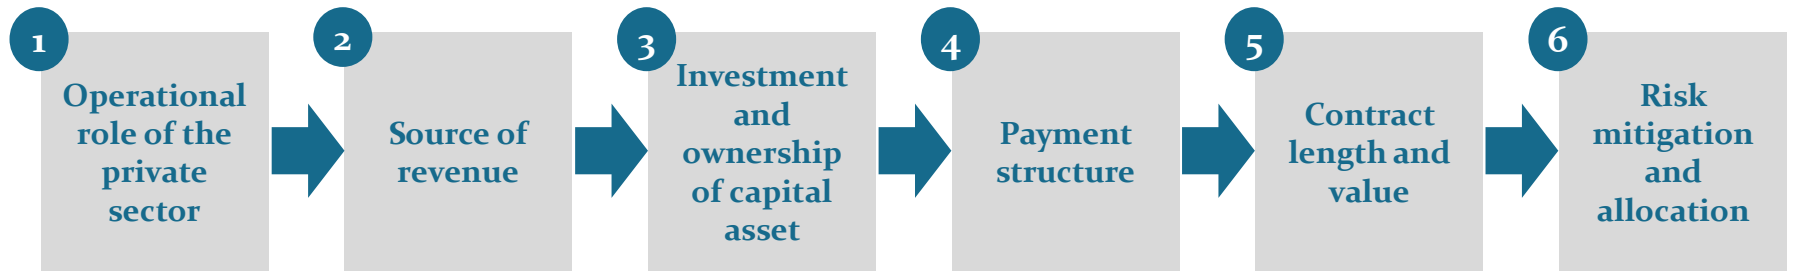 1
Operational
role of the
private
sector
2
Source of
revenue
3
Investment
and
ownership
of capital
asset
4
Payment
structure
5
Contract
length and
value
6
Risk
mitigation
and
allocation